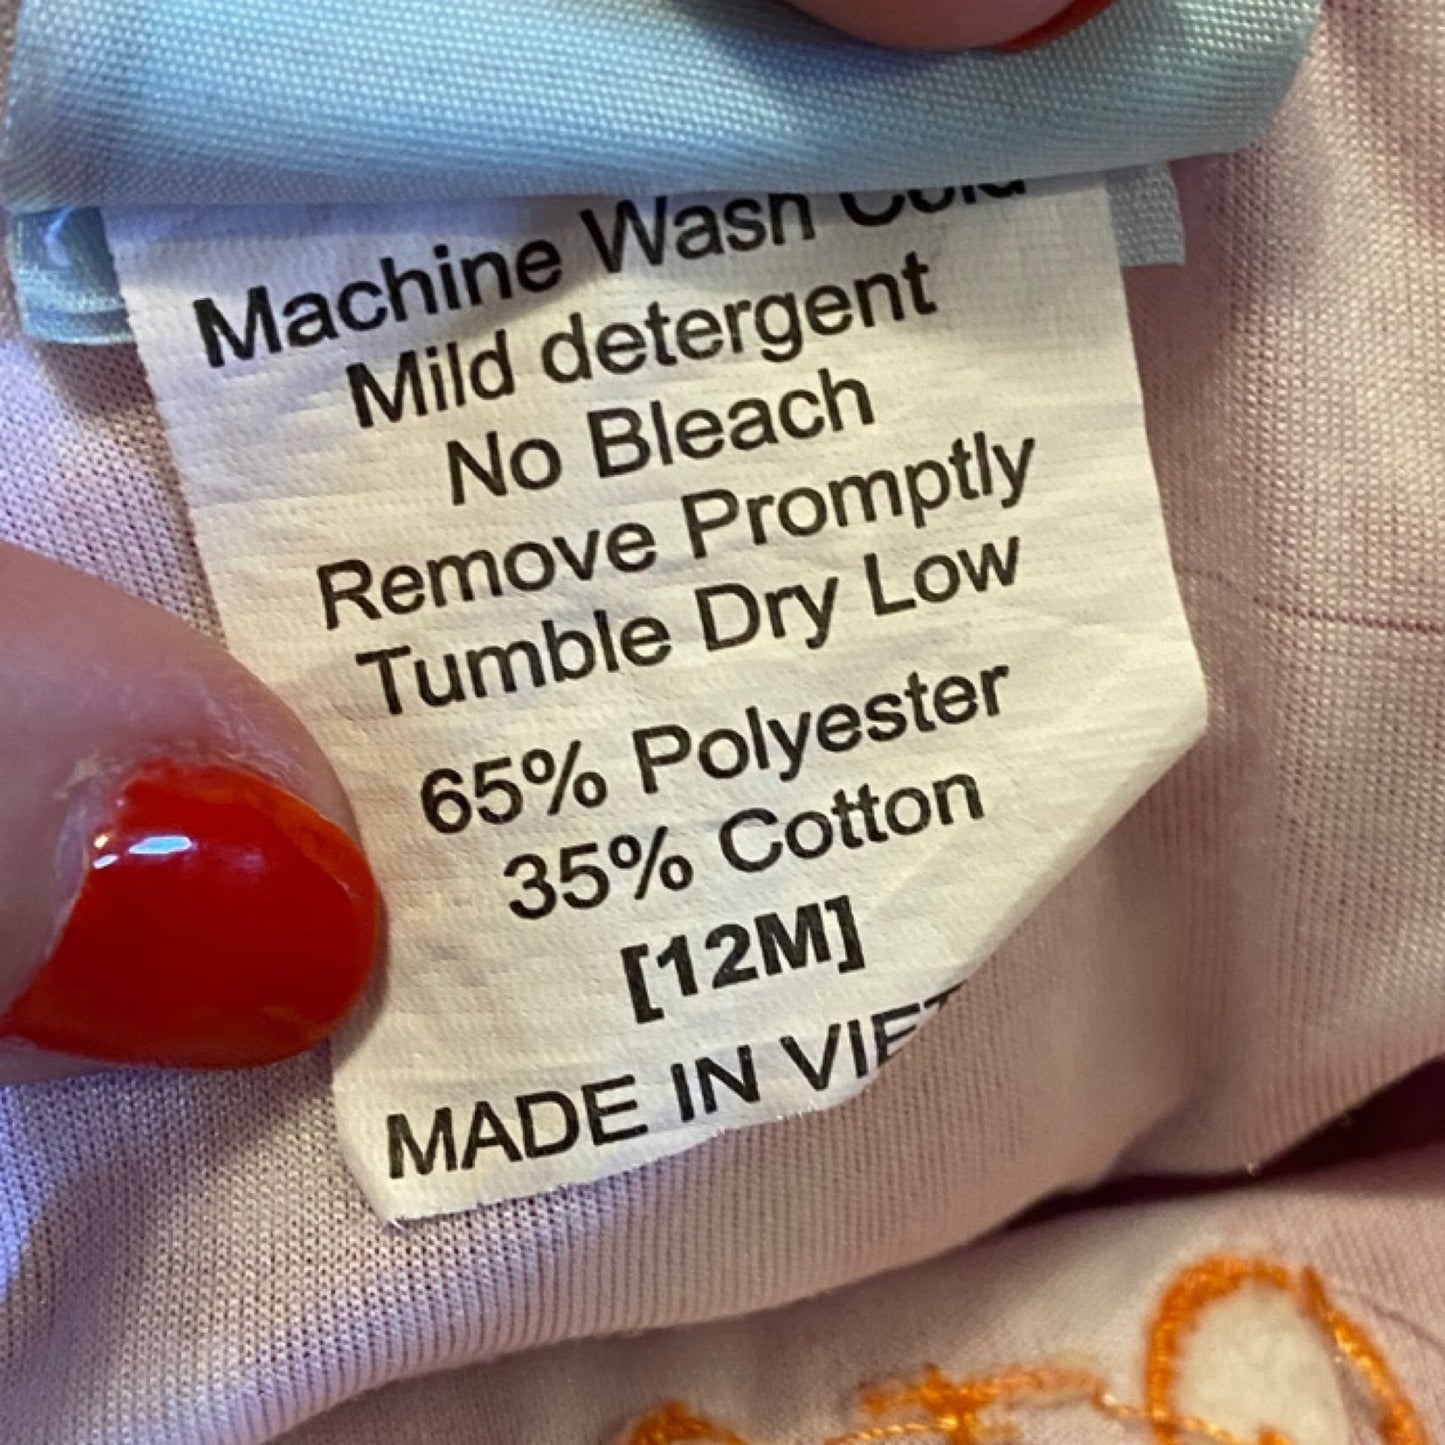 Machine Wash Cold
Mild detergent
No Bleach
Remove Promptly
Tumble Dry Low
65% Polyester
35% Cotton
[12M]
MADE IN